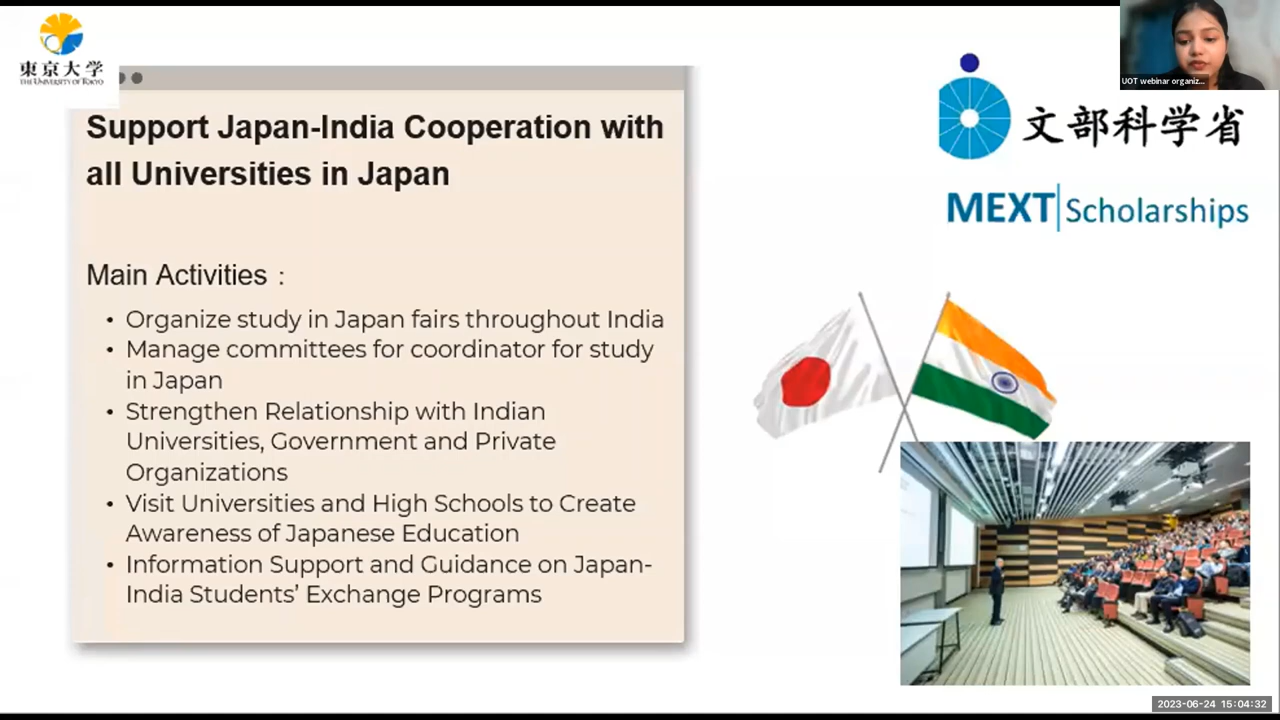 東京大学
THE UNIVERSITY OF TOKYO
UOT webinar organiz...
Support Japan-India Cooperation with
all Universities in Japan
文部科学省
MEXT Scholarships
Main Activities :
• Organize study in Japan fairs throughout India
• Manage committees for coordinator for study
in Japan
• Strengthen Relationship with Indian
Universities, Government and Private
Organizations
• Visit Universities and High Schools to Create
Awareness of Japanese Education
• Information Support and Guidance on Japan-
India Students’ Exchange Programs
2023-06-24 15:04:32